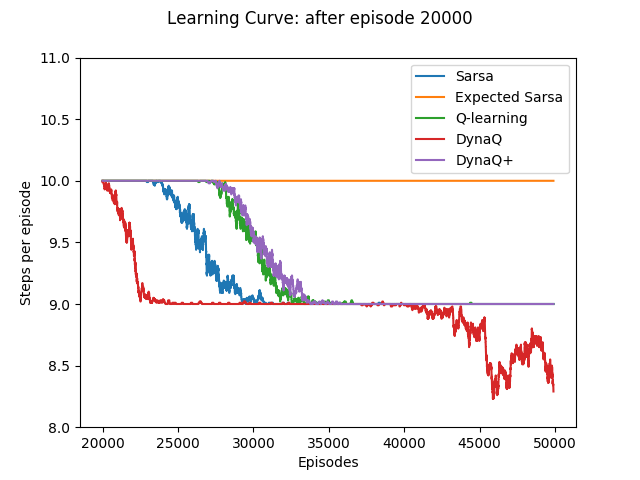 Learning Curve: after episode 20000
11.0
10.5
10.0
9.5
9.0
8.5
8.0
Steps per episode
Sarsa
Expected Sarsa
Q-learning
DynaQ
DynaQ+
20000 25000 30000 35000 40000 45000 50000
Episodes